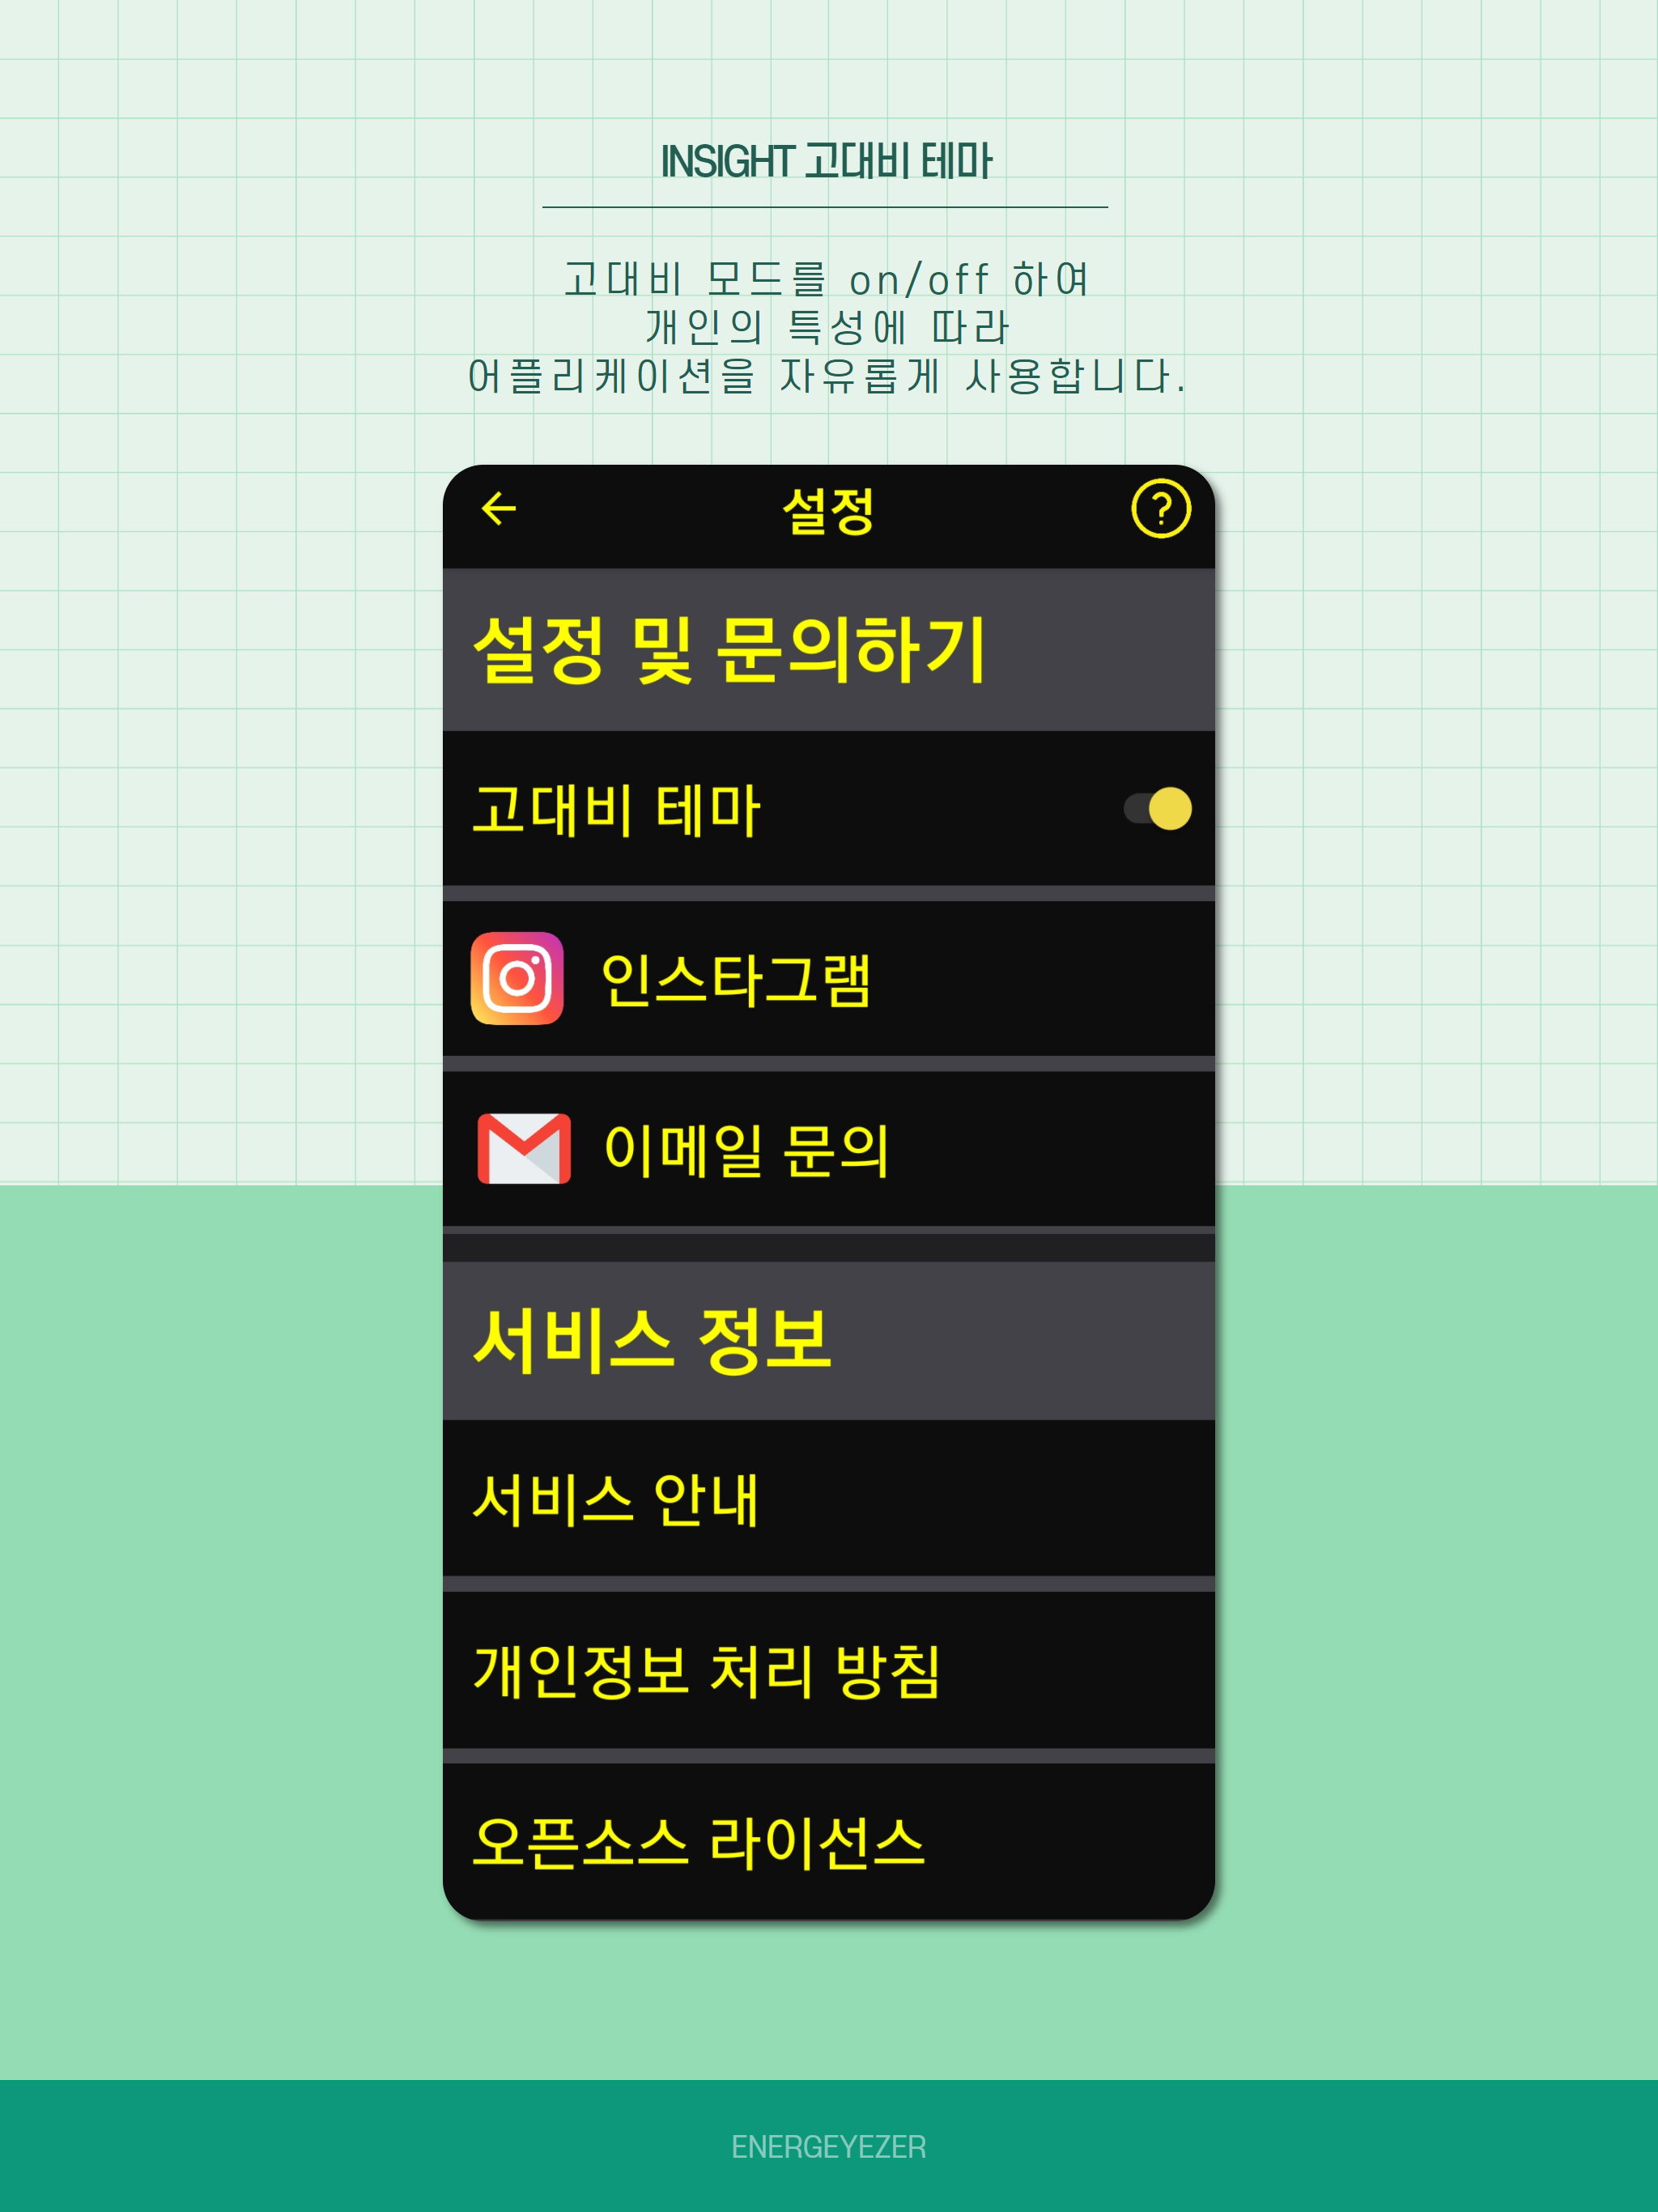 INSIGHT 고대비 테마
고대비 모드를 on/off 하여
개인의 특성에 따라
어플리케이션을 자유롭게 사용합니다.
설정
?
설정 및 문의하기
고대비 테마
인스타그램
이메일 문의
서비스 정보
서비스 안내
개인정보 처리 방침
오픈소스 라이선스
ENERGEYEZER